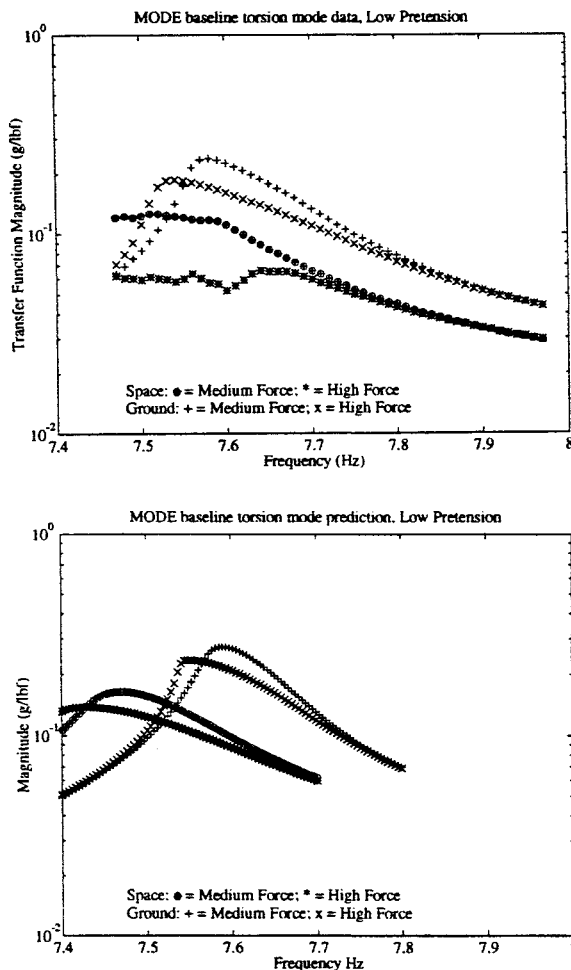 MODE baseline torsion mode data, Low Pretension
10^0
10^-1
10^-2
Transfer Function Magnitude (g/lbf)
Space: ● = Medium Force; * = High Force
Ground: + = Medium Force; x = High Force
7.4 7.5 7.6 7.7 7.8 7.9 8
Frequency (Hz)
MODE baseline torsion mode prediction, Low Pretension
10^0
10^-1
10^-2
Magnitude (g/lbf)
Space: ● = Medium Force; * = High Force
Ground: + = Medium Force; x = High Force
7.4 7.5 7.6 7.7 7.8 7.9
Frequency Hz